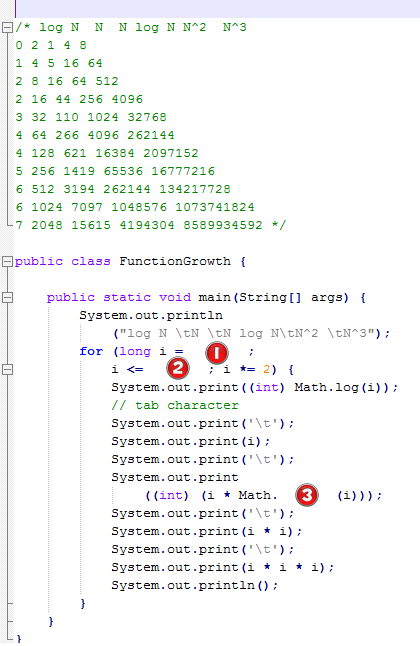 /* log N  N  N log N N^2  N^3
0 2 1 4 8
1 4 5 16 64
2 8 16 64 512
2 16 44 256 4096
3 32 110 1024 32768
4 64 266 4096 262144
4 128 621 16384 2097152
5 256 1419 65536 16777216
6 512 3194 262144 134217728
6 1024 7097 1048576 1073741824
7 2048 15615 4194304 8589934592 */
public class FunctionGrowth {
public static void main(String[] args) {
System.out.println
("log N \tN \tN log N\tN^2 \tN^3");
for (long i = 1 ;
i <= 2 ; i *= 2) {
System.out.print((int) Math.log(i));
// tab character
System.out.print('\t');
System.out.print(i);
System.out.print('\t');
System.out.print
((int) (i * Math. 3 (i)));
System.out.print('\t');
System.out.print(i * i);
System.out.print('\t');
System.out.print(i * i * i);
System.out.println();
}
}
}